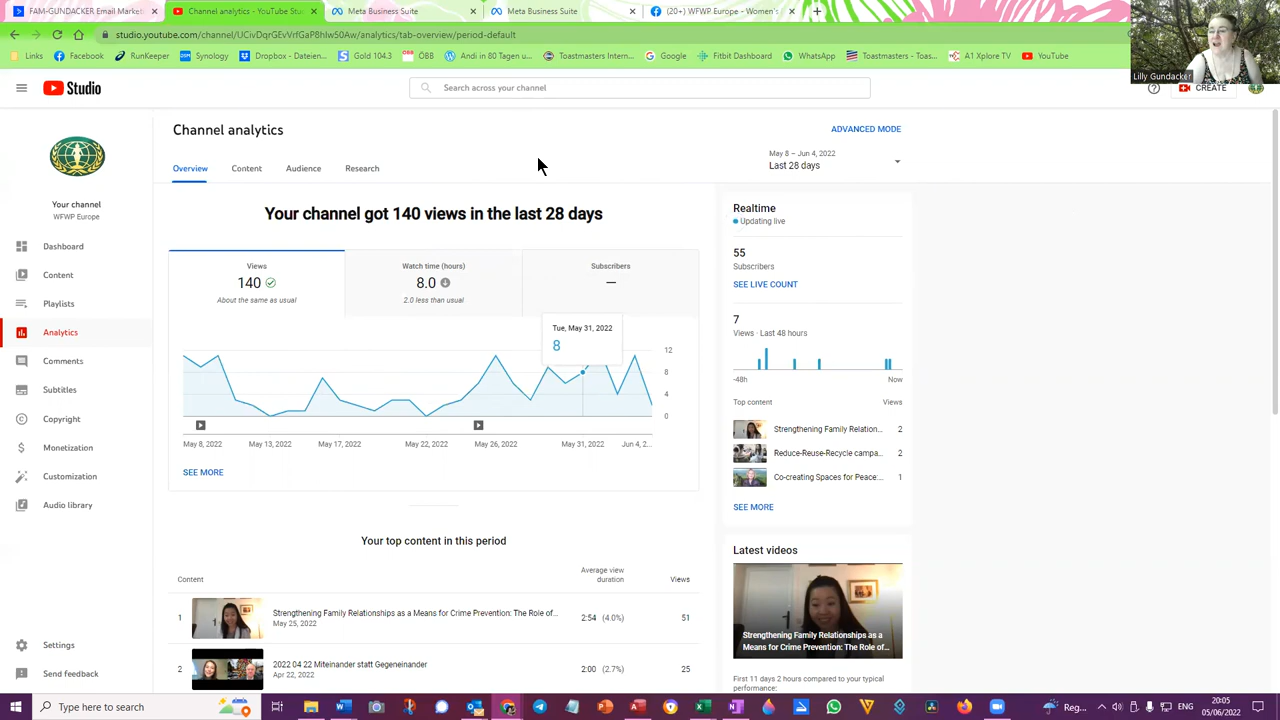 FAM-GUNDACKER Email Market
Channel analytics - YouTube Stu
Meta Business Suite
Meta Business Suite
(20+) WFWP Europe - Women's
studio.youtube.com/channel/UCivDqrGEvVrfGaP8hIw50Aw/analytics/tab-overview/period-default
Links
Facebook
RunKeeper
Synology
Dropbox - Dateien...
Gold 104.3
ÖBB
Andi in 80 Tagen u...
Toastmasters Intern...
Google
Fitbit Dashboard
WhatsApp
Toastmasters - Toas...
A1 Xplore TV
YouTube
Lilly Gundacker
Studio
Search across your channel
CREATE
Your channel
WFWP Europe
Dashboard
Content
Playlists
Analytics
Comments
Subtitles
Copyright
Monetization
Customization
Audio library
Settings
Send feedback
Channel analytics
ADVANCED MODE
Overview
Content
Audience
Research
May 8 – Jun 4, 2022
Last 28 days
Your channel got 140 views in the last 28 days
Views
140
About the same as usual
Watch time (hours)
8.0
2.0 less than usual
Subscribers
—
Tue, May 31, 2022
8
12
8
4
0
May 8, 2022
May 13, 2022
May 17, 2022
May 22, 2022
May 26, 2022
May 31, 2022
Jun 4, 2...
SEE MORE
Your top content in this period
Content
Average view
duration
Views
1
Strengthening Family Relationships as a Means for Crime Prevention: The Role of...
May 25, 2022
2:54 (4.0%)
51
2
2022 04 22 Miteinander statt Gegeneinander
Apr 22, 2022
2:00 (2.7%)
25
Realtime
Updating live
55
Subscribers
SEE LIVE COUNT
7
Views · Last 48 hours
-48h
Now
Top content
Views
Strengthening Family Relation...
2
Reduce-Reuse-Recycle campa...
2
Co-creating Spaces for Peace:...
1
SEE MORE
Latest videos
Strengthening Family Relationships as a
Means for Crime Prevention: The Role of...
First 11 days 2 hours compared to your typical
performance:
Type here to search
Reg...
ENG
20:05
05/06/2022